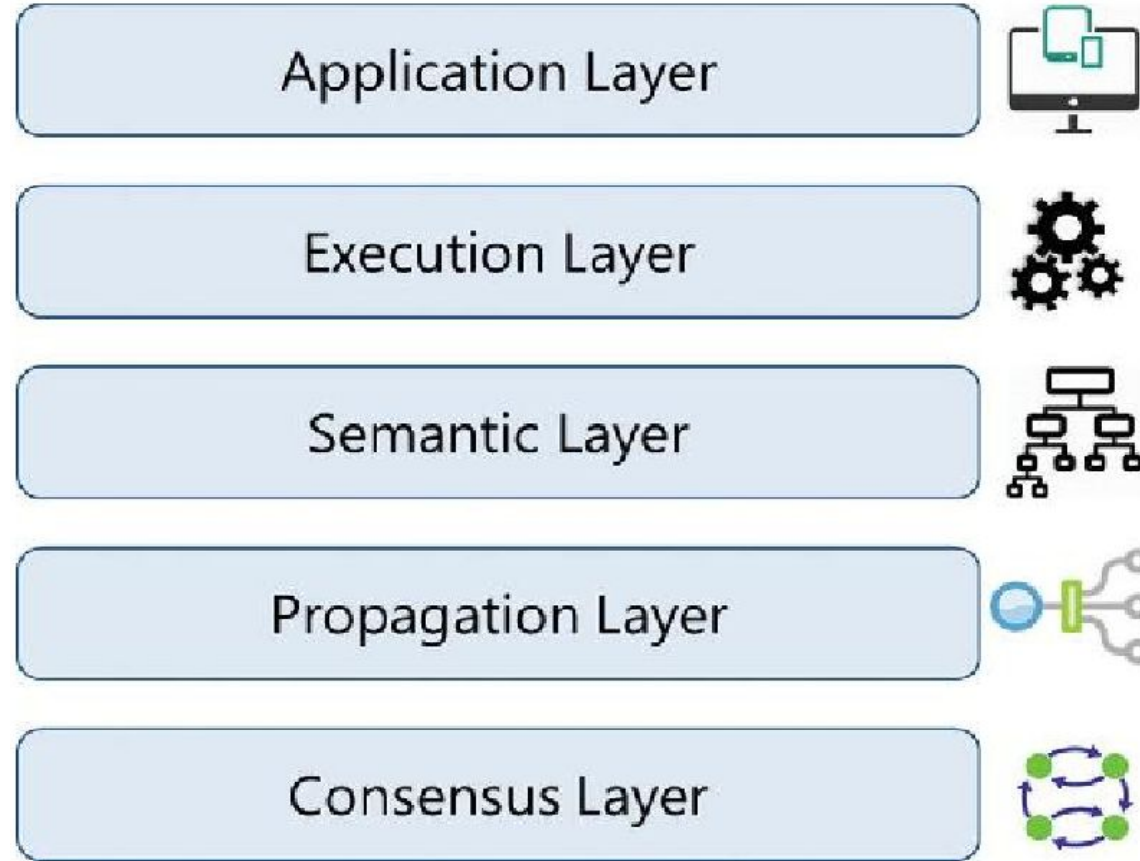 Application Layer
Execution Layer
Semantic Layer
Propagation Layer
Consensus Layer